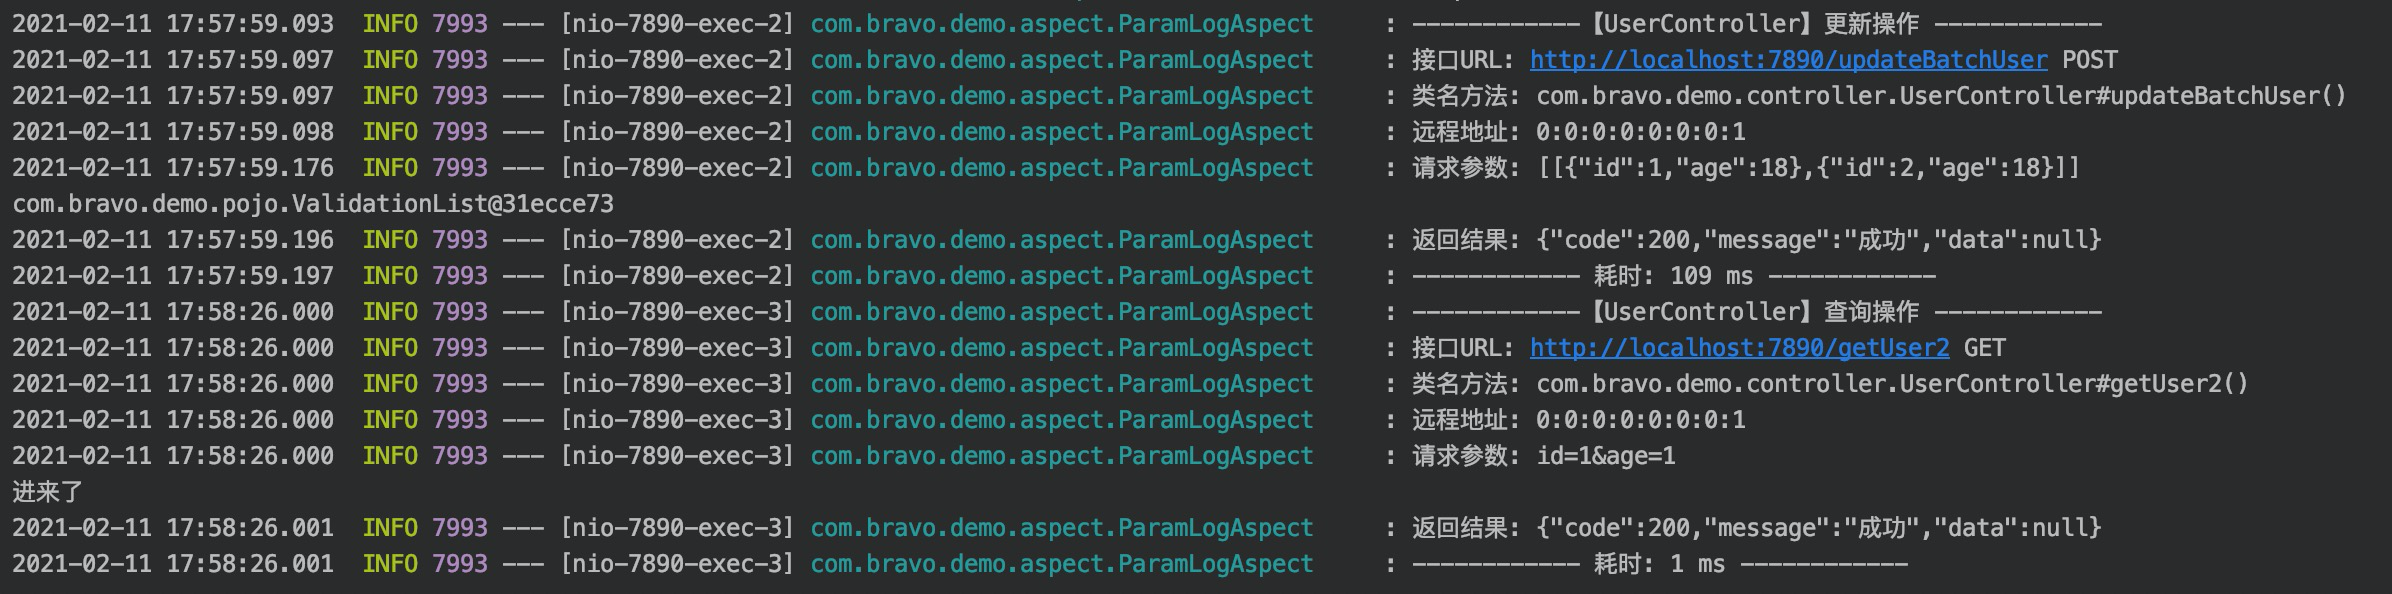 2021-02-11 17:57:59.093  INFO 7993 --- [nio-7890-exec-2] com.bravo.demo.aspect.ParamLogAspect     : ------------【UserController】更新操作 ------------
2021-02-11 17:57:59.097  INFO 7993 --- [nio-7890-exec-2] com.bravo.demo.aspect.ParamLogAspect     : 接口URL: http://localhost:7890/updateBatchUser POST
2021-02-11 17:57:59.097  INFO 7993 --- [nio-7890-exec-2] com.bravo.demo.aspect.ParamLogAspect     : 类名方法: com.bravo.demo.controller.UserController#updateBatchUser()
2021-02-11 17:57:59.098  INFO 7993 --- [nio-7890-exec-2] com.bravo.demo.aspect.ParamLogAspect     : 远程地址: 0:0:0:0:0:0:0:1
2021-02-11 17:57:59.176  INFO 7993 --- [nio-7890-exec-2] com.bravo.demo.aspect.ParamLogAspect     : 请求参数: [[{"id":1,"age":18},{"id":2,"age":18}]]
com.bravo.demo.pojo.ValidationList@31ecce73
2021-02-11 17:57:59.196  INFO 7993 --- [nio-7890-exec-2] com.bravo.demo.aspect.ParamLogAspect     : 返回结果: {"code":200,"message":"成功","data":null}
2021-02-11 17:57:59.197  INFO 7993 --- [nio-7890-exec-2] com.bravo.demo.aspect.ParamLogAspect     : ------------ 耗时: 109 ms ------------
2021-02-11 17:58:26.000  INFO 7993 --- [nio-7890-exec-3] com.bravo.demo.aspect.ParamLogAspect     : ------------【UserController】查询操作 ------------
2021-02-11 17:58:26.000  INFO 7993 --- [nio-7890-exec-3] com.bravo.demo.aspect.ParamLogAspect     : 接口URL: http://localhost:7890/getUser2 GET
2021-02-11 17:58:26.000  INFO 7993 --- [nio-7890-exec-3] com.bravo.demo.aspect.ParamLogAspect     : 类名方法: com.bravo.demo.controller.UserController#getUser2()
2021-02-11 17:58:26.000  INFO 7993 --- [nio-7890-exec-3] com.bravo.demo.aspect.ParamLogAspect     : 远程地址: 0:0:0:0:0:0:0:1
2021-02-11 17:58:26.000  INFO 7993 --- [nio-7890-exec-3] com.bravo.demo.aspect.ParamLogAspect     : 请求参数: id=1&age=1
进来了
2021-02-11 17:58:26.001  INFO 7993 --- [nio-7890-exec-3] com.bravo.demo.aspect.ParamLogAspect     : 返回结果: {"code":200,"message":"成功","data":null}
2021-02-11 17:58:26.001  INFO 7993 --- [nio-7890-exec-3] com.bravo.demo.aspect.ParamLogAspect     : ------------ 耗时: 1 ms ------------